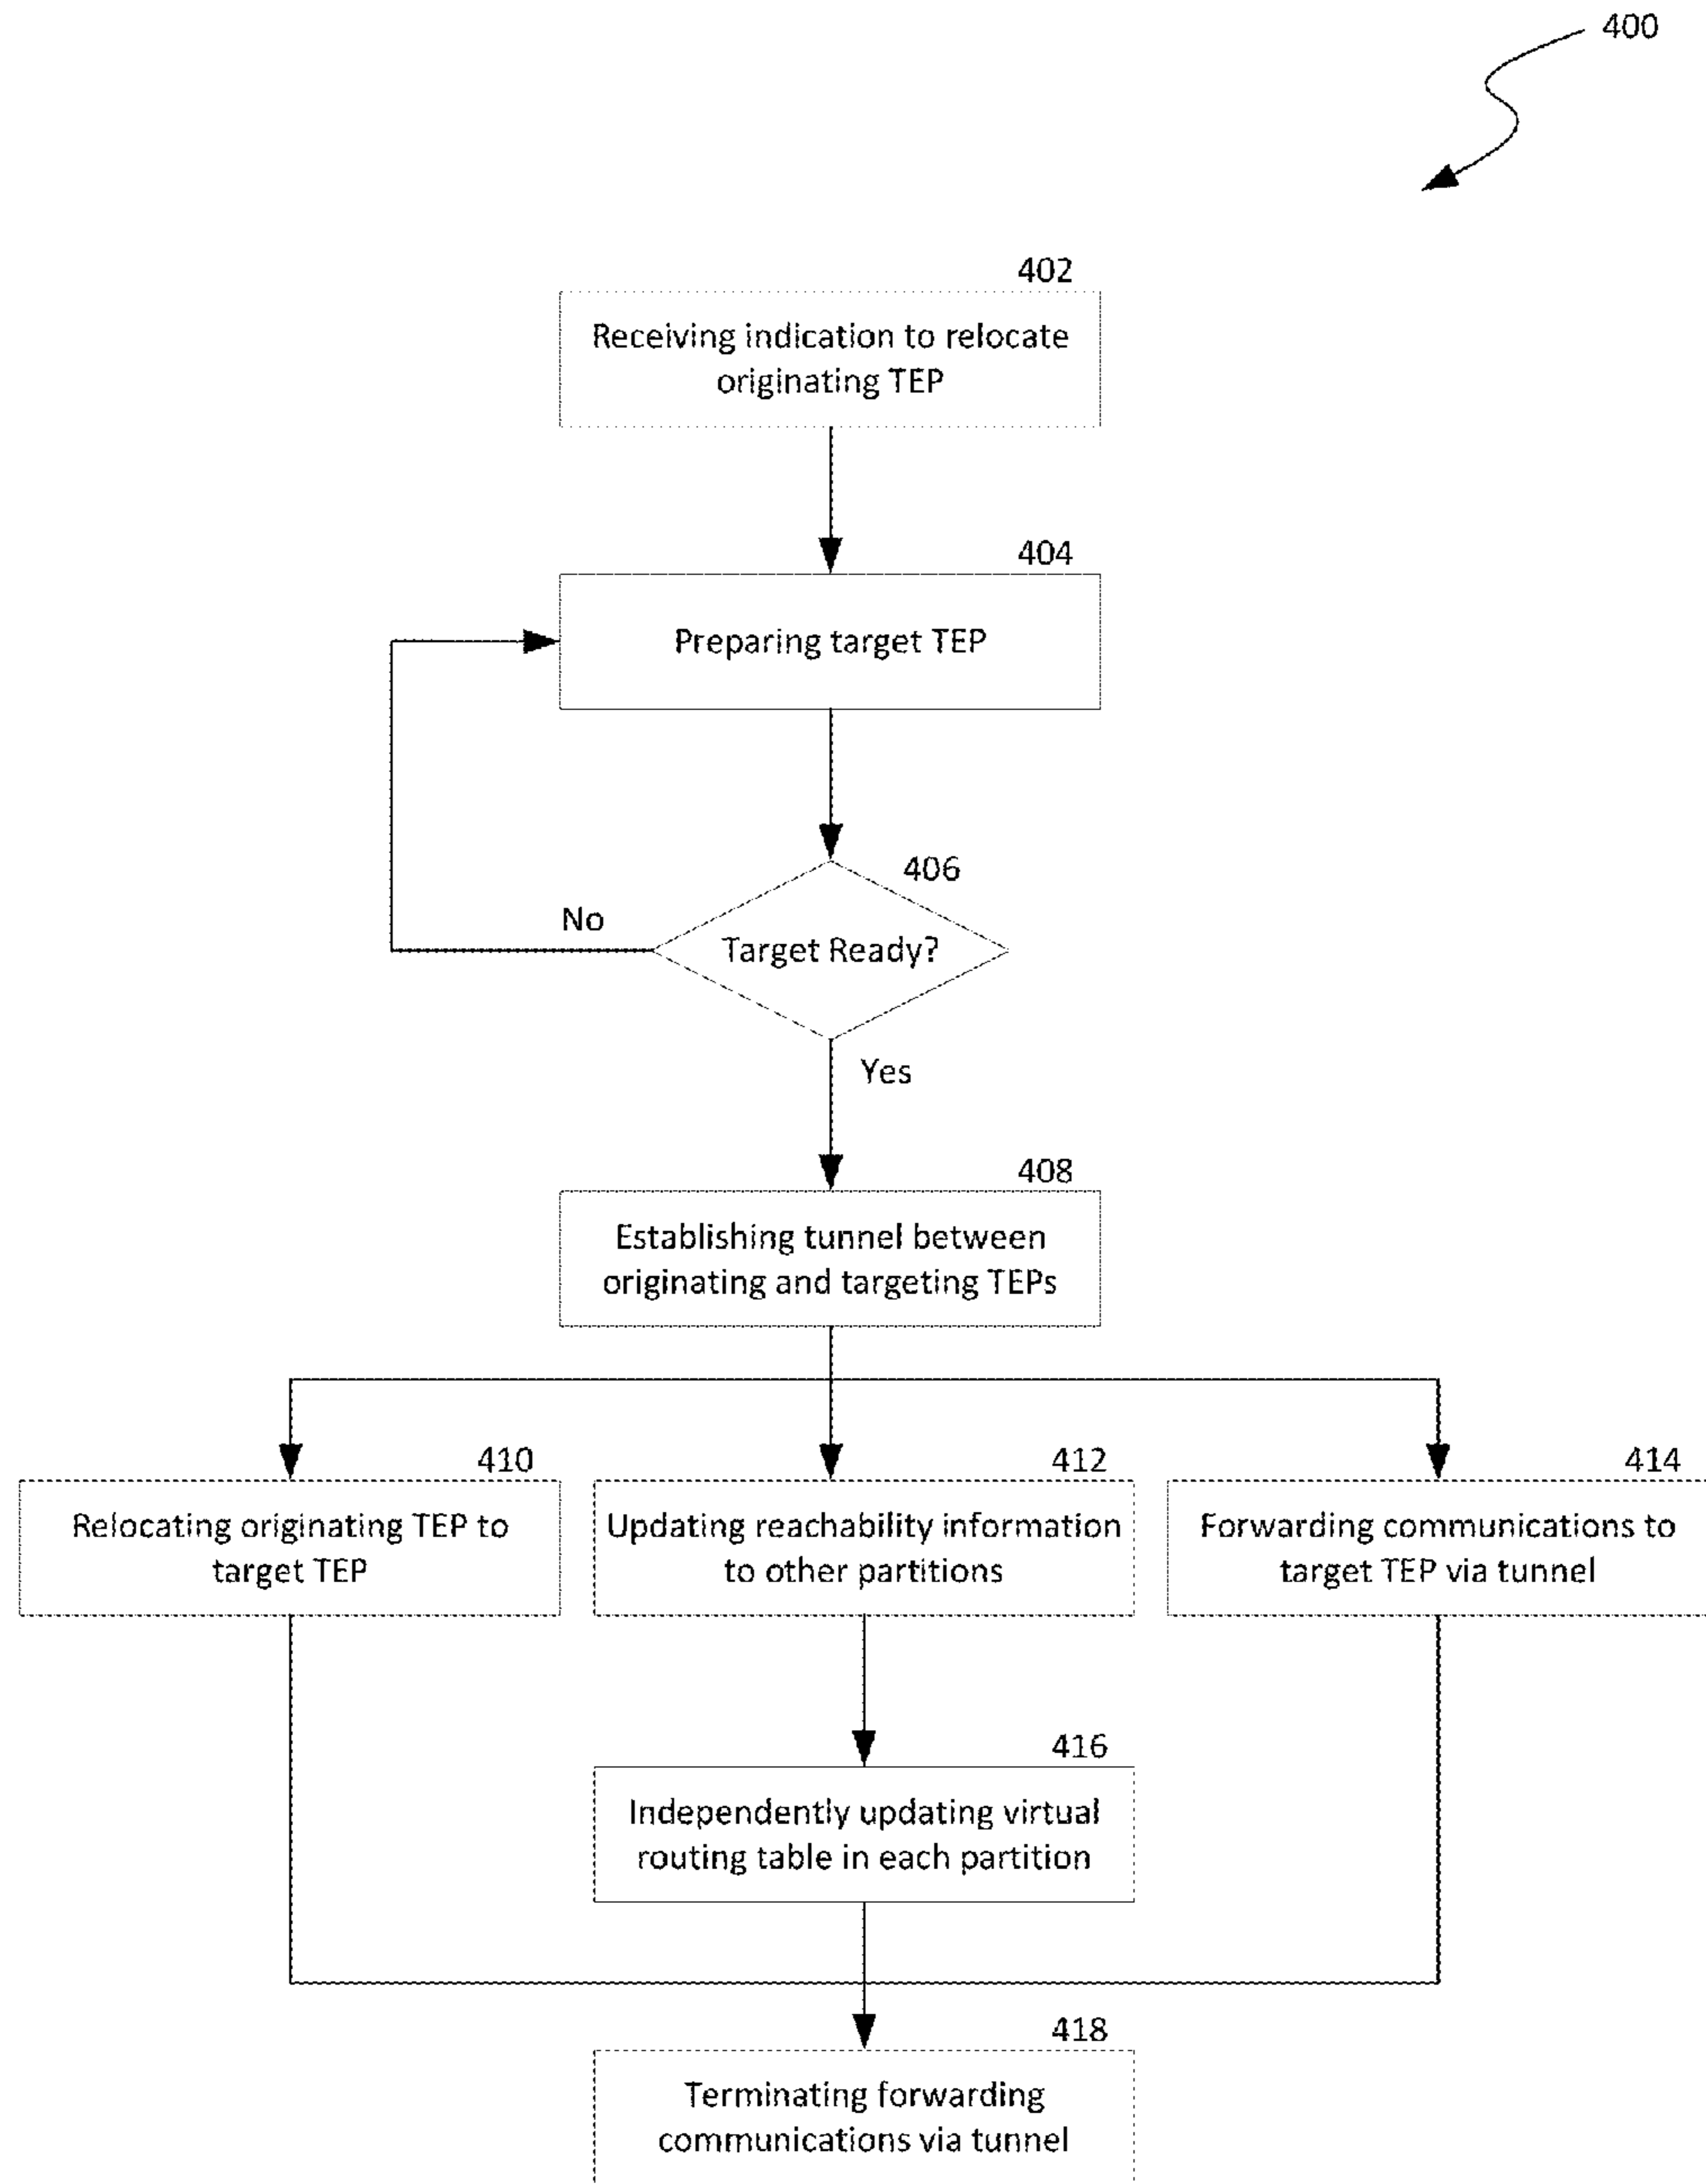 400
402
Receiving indication to relocate
originating TEP
404
Preparing target TEP
406
No
Target Ready?
Yes
408
Establishing tunnel between
originating and targeting TEPs
410
Relocating originating TEP to
target TEP
412
Updating reachability information
to other partitions
414
Forwarding communications to
target TEP via tunnel
416
Independently updating virtual
routing table in each partition
418
Terminating forwarding
communications via tunnel